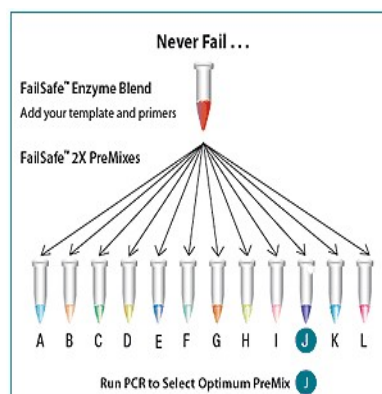 Never Fail . . .
FailSafe™ Enzyme Blend
Add your template and primers
FailSafe™ 2X PreMixes
A B C D E F G H I J K L
Run PCR to Select Optimum PreMix J